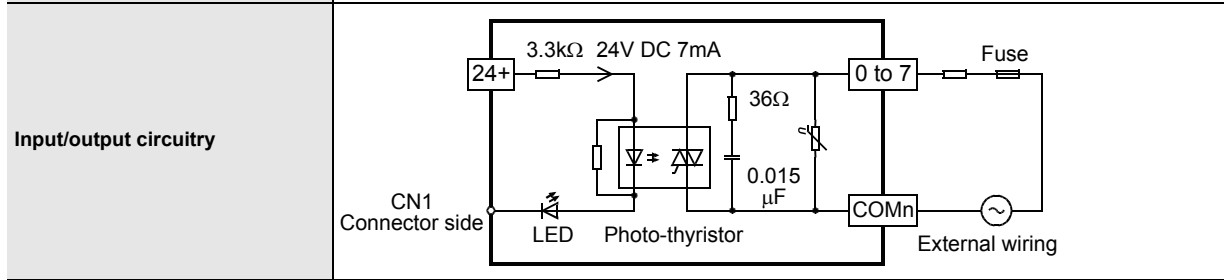 Input/output circuitry
3.3kΩ 24V DC 7mA
24+
0 to 7
Fuse
36Ω
u
0.015
μF
CN1
Connector side
LED
Photo-thyristor
COMn
External wiring